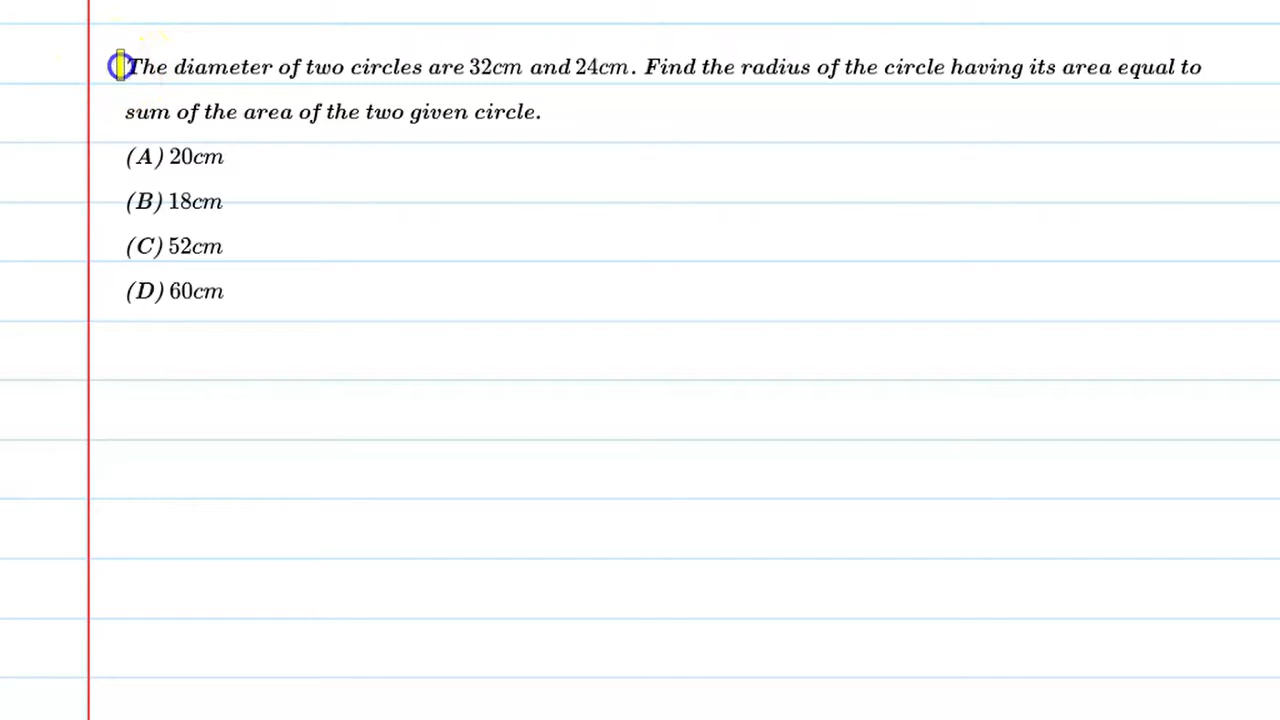 The diameter of two circles are 32cm and 24cm. Find the radius of the circle having its area equal to
sum of the area of the two given circle.
(A) 20cm
(B) 18cm
(C) 52cm
(D) 60cm